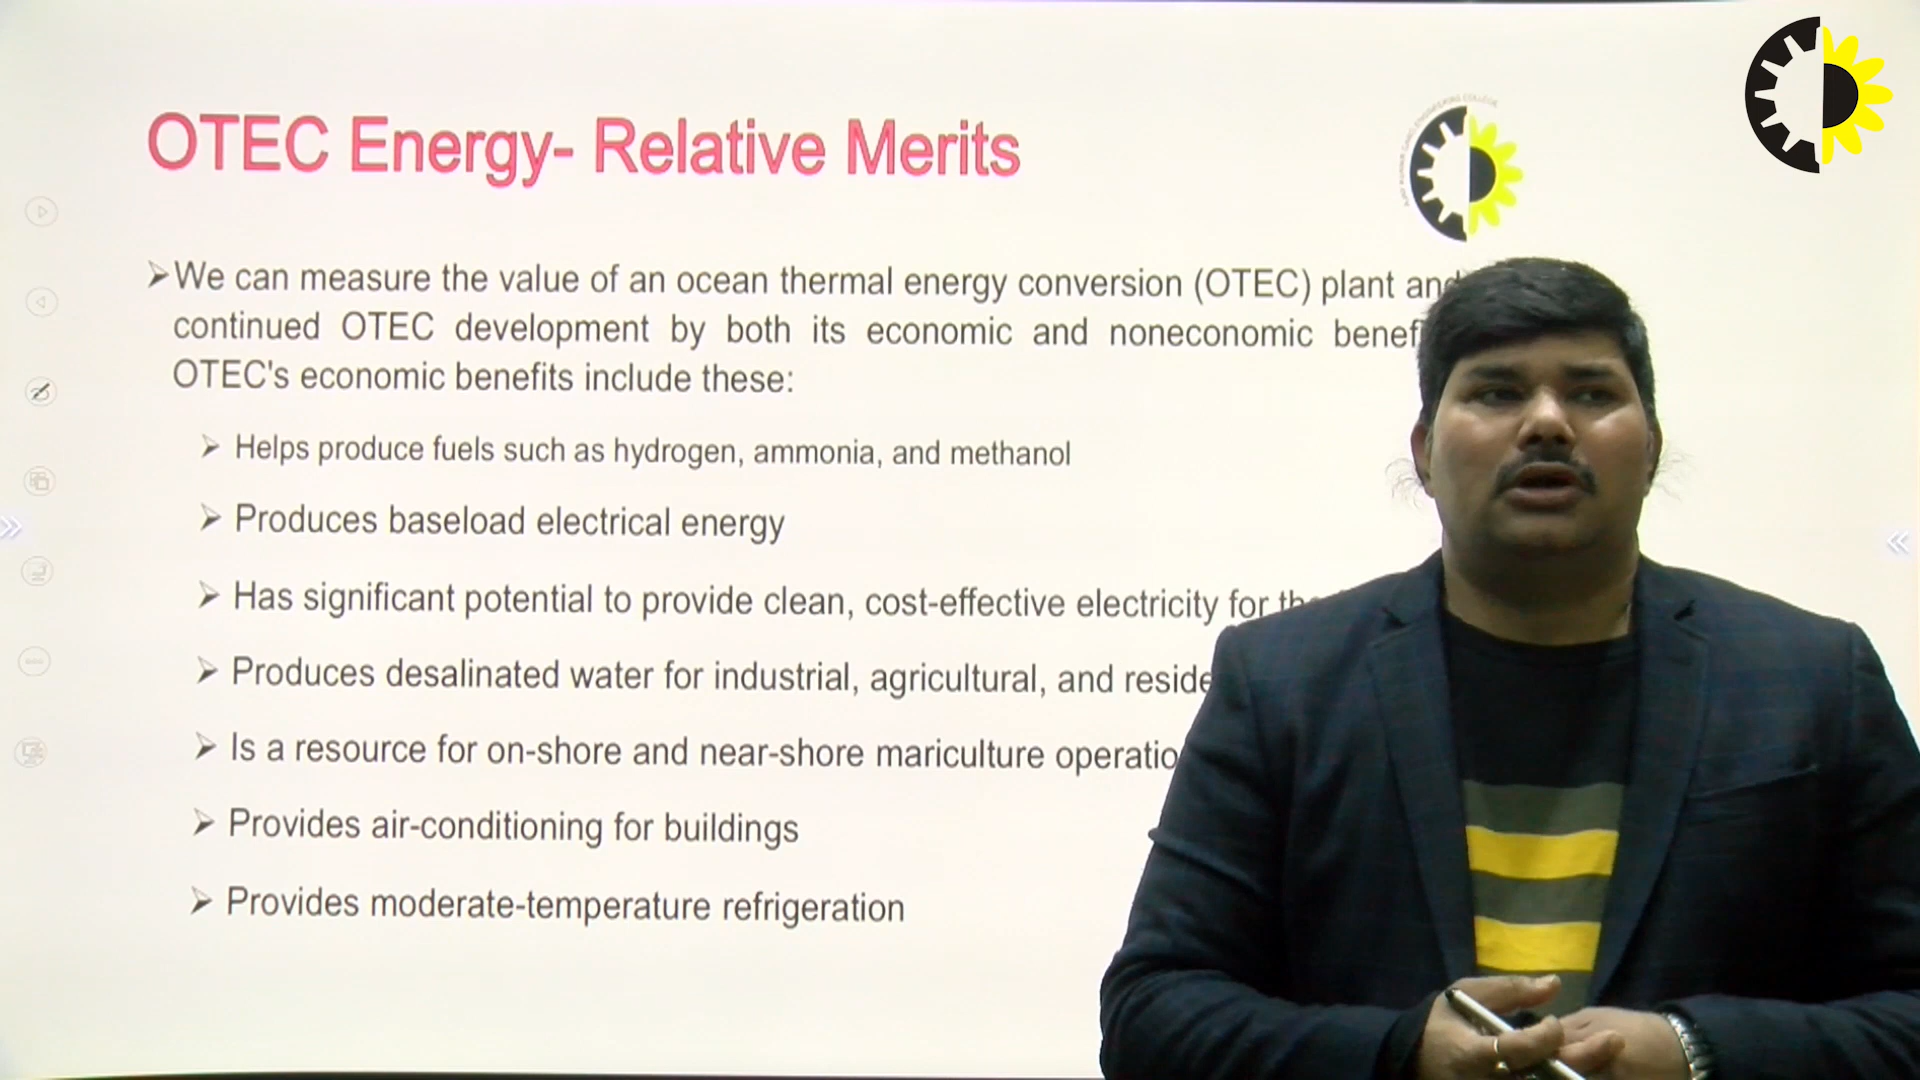 OTEC Energy- Relative Merits
➢We can measure the value of an ocean thermal energy conversion (OTEC) plant and
continued OTEC development by both its economic and noneconomic
OTEC's economic benefits include these:
➢ Helps produce fuels such as hydrogen, ammonia, and methanol
➢ Produces baseload electrical energy
➢ Has significant potential to provide clean, cost-effective electricity for
➢ Produces desalinated water for industrial, agricultural, and
➢ Is a resource for on-shore and near-shore mariculture
➢ Provides air-conditioning for buildings
➢ Provides moderate-temperature refrigeration